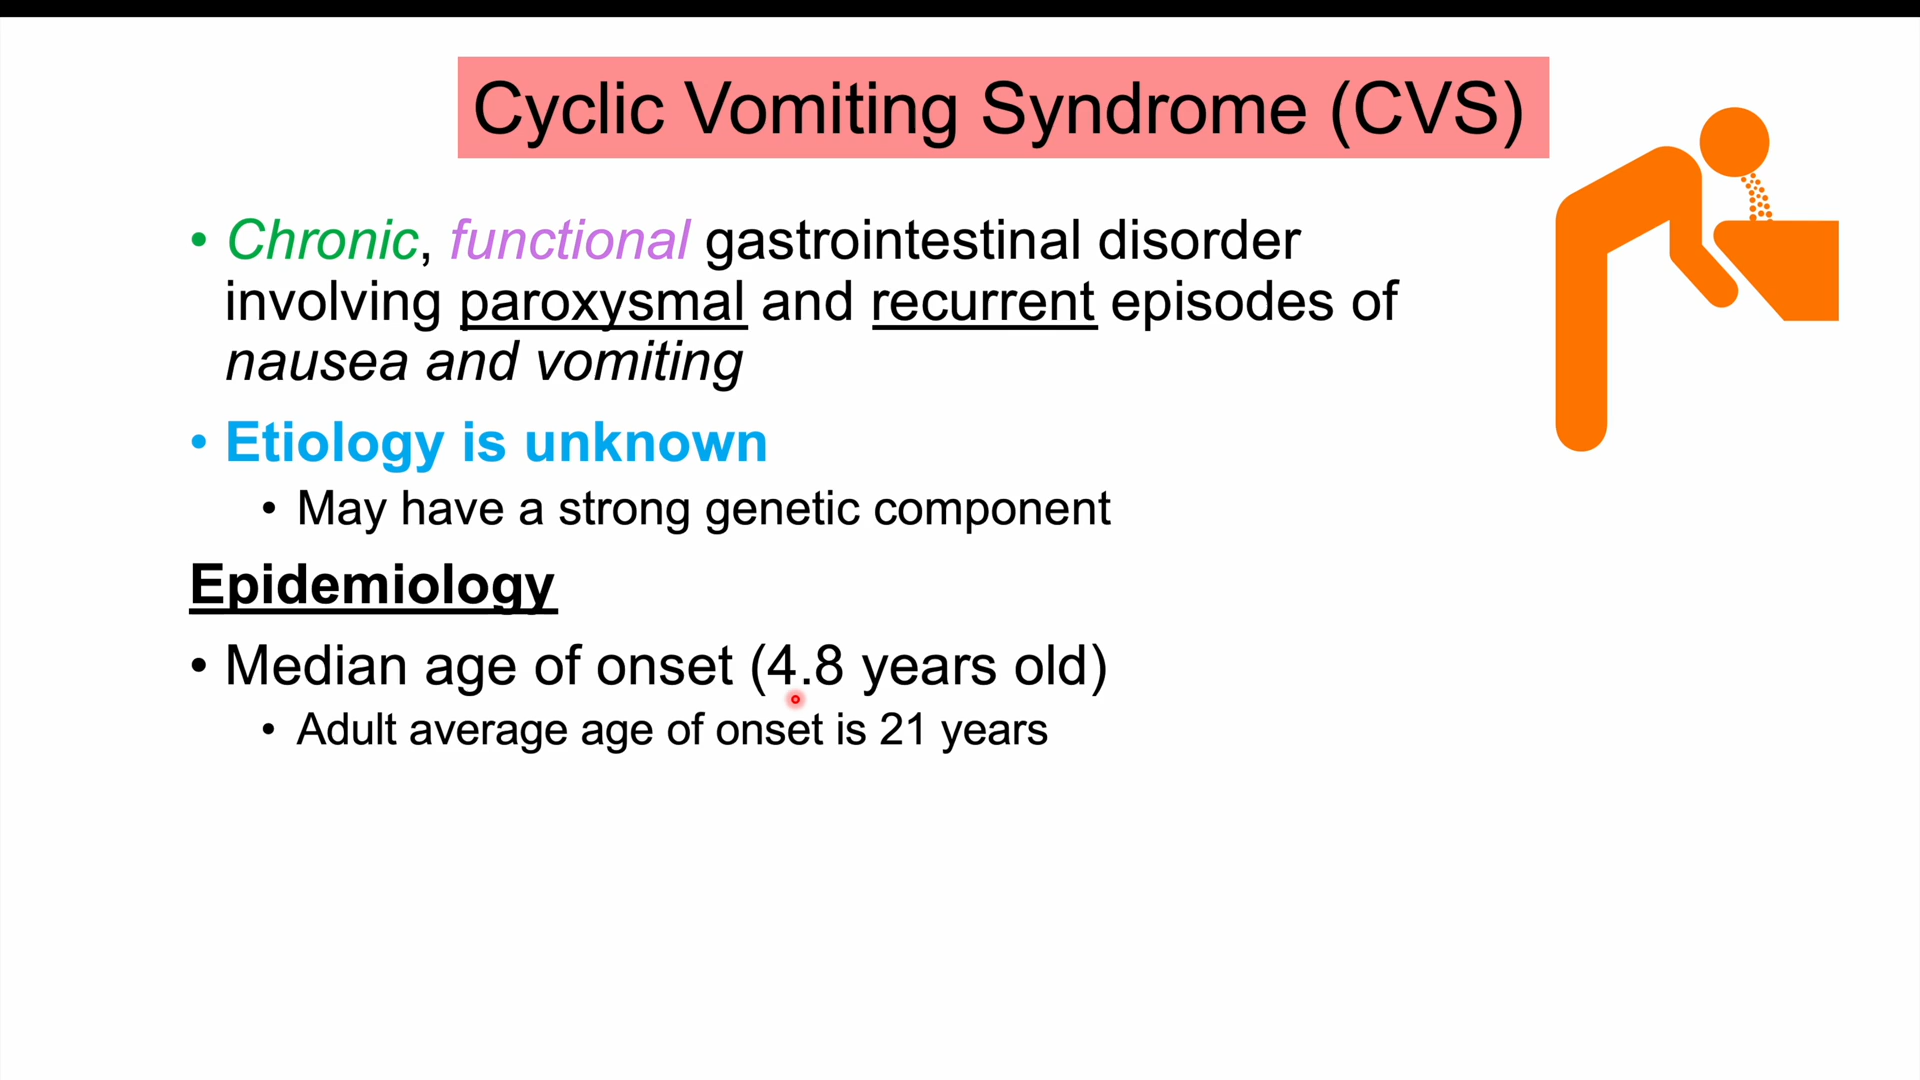 Cyclic Vomiting Syndrome (CVS)
• Chronic, functional gastrointestinal disorder
involving paroxysmal and recurrent episodes of
nausea and vomiting
• Etiology is unknown
• May have a strong genetic component
Epidemiology
• Median age of onset (4.8 years old)
• Adult average age of onset is 21 years